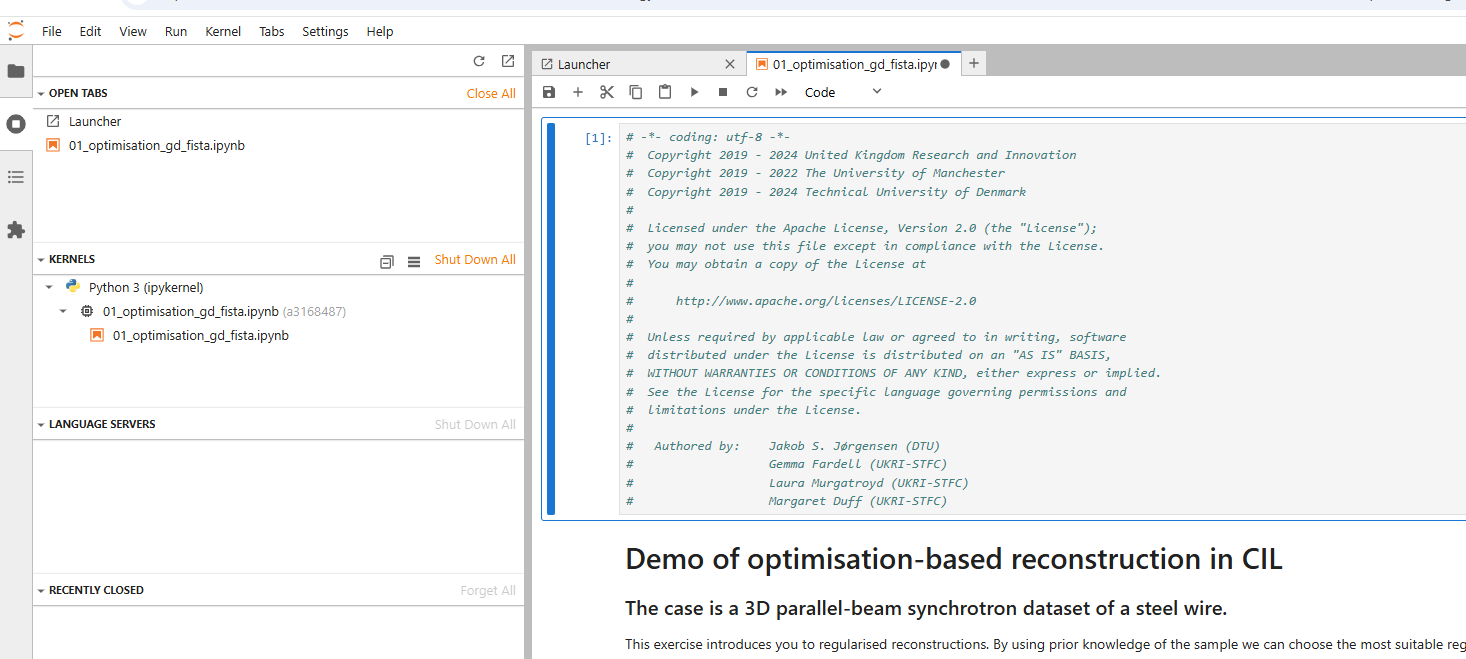 File Edit View Run Kernel Tabs Settings Help
OPEN TABS Close All
Launcher
01_optimisation_gd_fista.ipynb
KERNELS Shut Down All
Python 3 (ipykernel)
01_optimisation_gd_fista.ipynb (a3168487)
01_optimisation_gd_fista.ipynb
LANGUAGE SERVERS Shut Down All
RECENTLY CLOSED Forget All
Launcher
01_optimisation_gd_fista.ipyn
Code
[1]: # -*- coding: utf-8 -*-
#  Copyright 2019 - 2024 United Kingdom Research and Innovation
#  Copyright 2019 - 2022 The University of Manchester
#  Copyright 2019 - 2024 Technical University of Denmark
#
#  Licensed under the Apache License, Version 2.0 (the "License");
#  you may not use this file except in compliance with the License.
#  You may obtain a copy of the License at
#
#      http://www.apache.org/licenses/LICENSE-2.0
#
#  Unless required by applicable law or agreed to in writing, software
#  distributed under the License is distributed on an "AS IS" BASIS,
#  WITHOUT WARRANTIES OR CONDITIONS OF ANY KIND, either express or implied.
#  See the License for the specific language governing permissions and
#  limitations under the License.
#
#   Authored by:    Jakob S. Jørgensen (DTU)
#                   Gemma Fardell (UKRI-STFC)
#                   Laura Murgatroyd (UKRI-STFC)
#                   Margaret Duff (UKRI-STFC)
Demo of optimisation-based reconstruction in CIL
The case is a 3D parallel-beam synchrotron dataset of a steel wire.
This exercise introduces you to regularised reconstructions. By using prior knowledge of the sample we can choose the most suitable reg